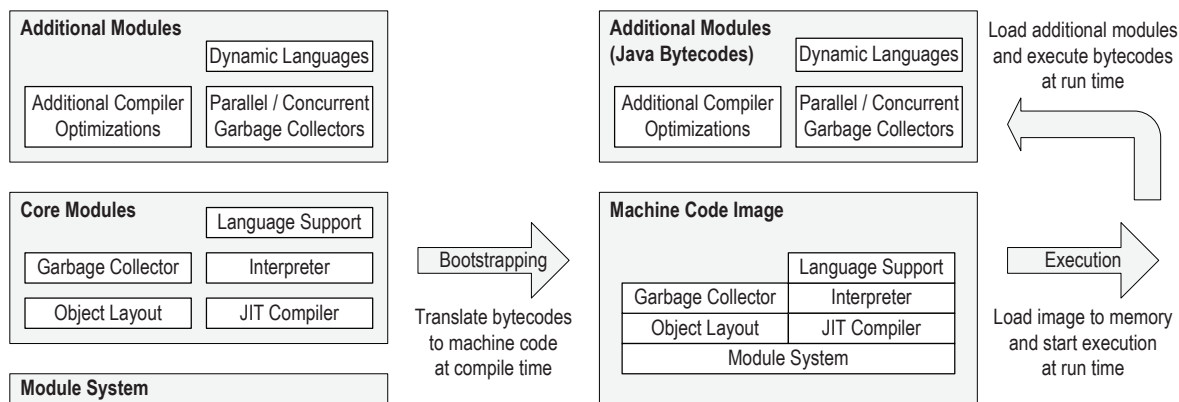 Additional Modules
Dynamic Languages
Additional Compiler
Optimizations
Parallel / Concurrent
Garbage Collectors
Core Modules
Language Support
Garbage Collector
Interpreter
Object Layout
JIT Compiler
Module System
Bootstrapping
Translate bytecodes
to machine code
at compile time
Additional Modules
(Java Bytecodes)
Dynamic Languages
Additional Compiler
Optimizations
Parallel / Concurrent
Garbage Collectors
Machine Code Image
Language Support
Garbage Collector
Interpreter
Object Layout
JIT Compiler
Module System
Load additional modules
and execute bytecodes
at run time
Execution
Load image to memory
and start execution
at run time